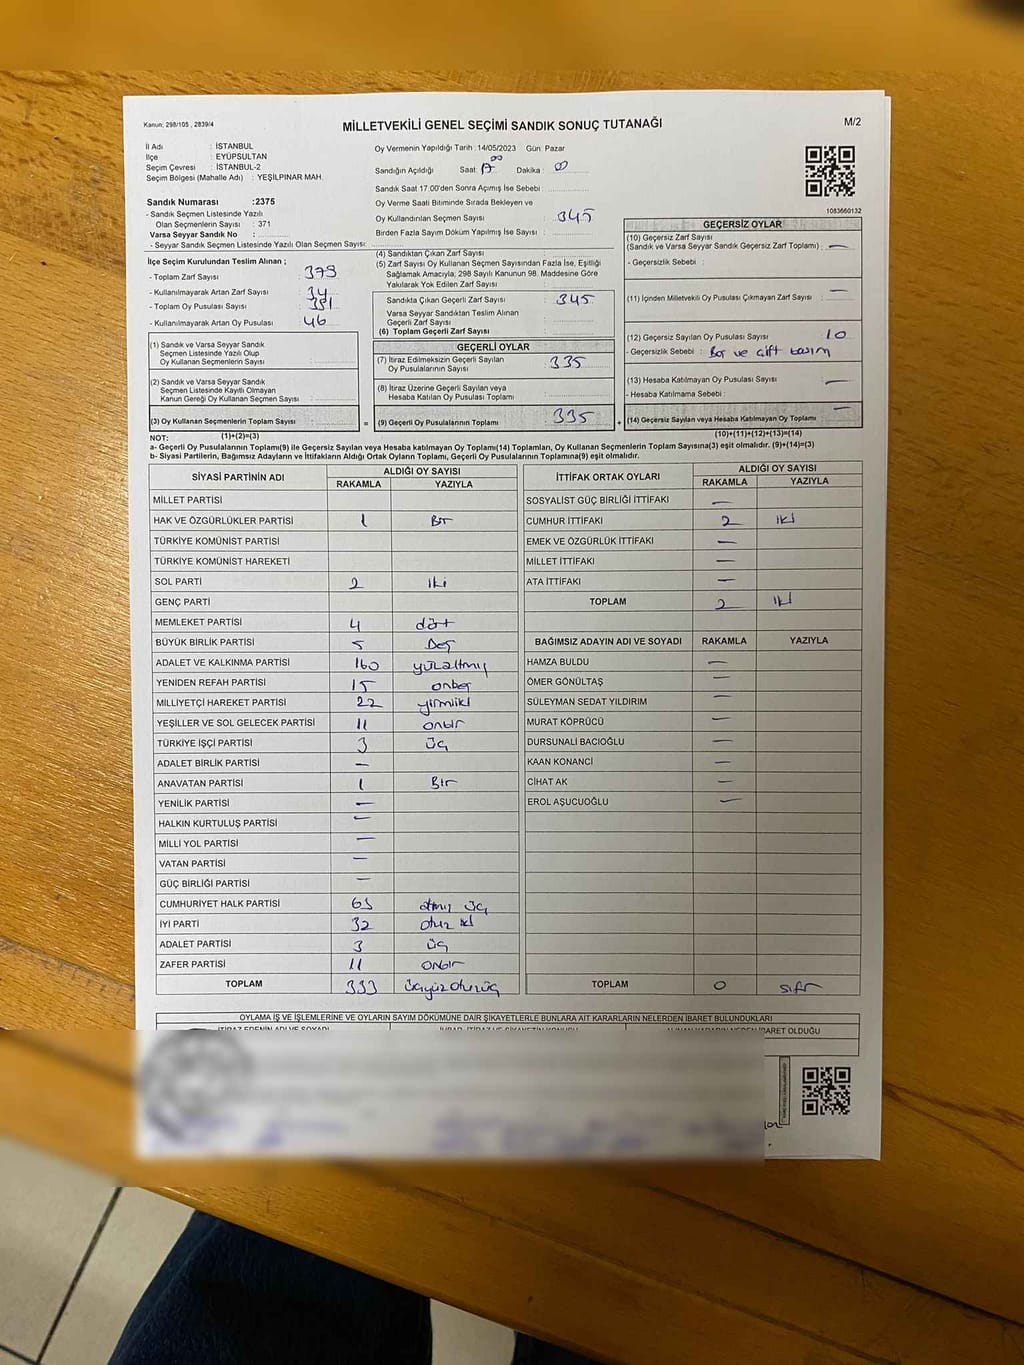 Kanun; 298/105 , 2839/4
MİLLETVEKİLİ GENEL SEÇİMİ SANDIK SONUÇ TUTANAĞI
M/2
İl Adı : İSTANBUL
İlçe : EYÜPSULTAN
Seçim Çevresi : İSTANBUL-2
Seçim Bölgesi (Mahalle Adı) : YEŞİLPINAR MAH.
Sandık Numarası :2375
- Sandık Seçmen Listesinde Yazılı
Olan Seçmenlerin Sayısı : 371
Varsa Seyyar Sandık No :
- Seyyar Sandık Seçmen Listesinde Yazılı Olan Seçmen Sayısı:
Oy Vermenin Yapıldığı Tarih :14/05/2023 Gün: Pazar
Sandığın Açıldığı Saat: 17 00 Dakika : 00
Sandık Saat 17:00'den Sonra Açımış İse Sebebi :
Oy Verme Saati Bitiminde Sırada Bekleyen ve
Oy Kullandırılan Seçmen Sayısı : 345
Birden Fazla Sayım Dökümü Yapılmış İse Sayısı :
1083660132
İlçe Seçim Kurulundan Teslim Alınan ;
- Toplam Zarf Sayısı : 379
- Kullanılmayarak Artan Zarf Sayısı : 34
- Toplam Oy Pusulası Sayısı : 381
- Kullanılmayarak Artan Oy Pusulası : 46
(1) Sandık ve Varsa Seyyar Sandık
Seçmen Listesinde Yazılı Olup
Oy Kullanan Seçmenlerin Sayısı :
(2) Sandık ve Varsa Seyyar Sandık
Seçmen Listesinde Kayıtlı Olmayan
Kanun Gereği Oy Kullanan Seçmen Sayısı :
(3) Oy Kullanan Seçmenlerin Toplam Sayısı :
(4) Sandıktan Çıkan Zarf Sayısı :
(5) Zarf Sayısı Oy Kullanan Seçmen Sayısından Fazla İse, Eşitliği
Sağlamak Amacıyla; 298 Sayılı Kanunun 98. Maddesine Göre
Yakılarak Yok Edilen Zarf Sayısı :
Sandıkta Çıkan Geçerli Zarf Sayısı : 345
Varsa Seyyar Sandıktan Teslim Alınan
Geçerli Zarf Sayısı :
(6) Toplam Geçerli Zarf Sayısı :
GEÇERLİ OYLAR
(7) İtiraz Edilmeksizin Geçerli Sayılan
Oy Pusulalarının Sayısı : 335
(8) İtiraz Üzerine Geçerli Sayılan veya
Hesaba Katılan Oy Pusulası Toplamı :
= (9) Geçerli Oy Pusulalarının Toplamı : 335
GEÇERSİZ OYLAR
(10) Geçersiz Zarf Sayısı
(Sandık ve Varsa Seyyar Sandık Geçersiz Zarf Toplamı) : —
- Geçersizlik Sebebi :
(11) İçinden Milletvekili Oy Pusulası Çıkmayan Zarf Sayısı : —
(12) Geçersiz Sayılan Oy Pusulası Sayısı : 10
- Geçersizlik Sebebi : Boş ve çift basım
(13) Hesaba Katılmayan Oy Pusulası Sayısı : —
- Hesaba Katılmama Sebebi :
+ (14) Geçersiz Sayılan veya Hesaba Katılmayan Oy Toplamı : —
NOT: (1)+(2)=(3)
(10)+(11)+(12)+(13)=(14)
a- Geçerli Oy Pusulalarının Toplamı(9) ile Geçersiz Sayılan veya Hesaba katılmayan Oy Toplamı(14) Toplamları, Oy Kullanan Seçmenlerin Toplam Sayısına(3) eşit olmalıdır. (9)+(14)=(3)
b- Siyasi Partilerin, Bağımsız Adayların ve İttifakların Aldığı Ortak Oyların Toplamı, Geçerli Oy Pusulalarının Toplamına(9) eşit olmalıdır.
SİYASİ PARTİNİN ADI ALDIĞI OY SAYISI
RAKAMLA YAZIYLA
MİLLET PARTİSİ
HAK VE ÖZGÜRLÜKLER PARTİSİ 1 Bir
TÜRKİYE KOMÜNİST PARTİSİ
TÜRKİYE KOMÜNİST HAREKETİ
SOL PARTİ 2 iki
GENÇ PARTİ
MEMLEKET PARTİSİ 4 dört
BÜYÜK BİRLİK PARTİSİ 5 Beş
ADALET VE KALKINMA PARTİSİ 160 yüzaltmış
YENİDEN REFAH PARTİSİ 15 onbeş
MİLLİYETÇİ HAREKET PARTİSİ 22 yirmiiki
YEŞİLLER VE SOL GELECEK PARTİSİ 11 onbir
TÜRKİYE İŞÇİ PARTİSİ 3 üç
ADALET BİRLİK PARTİSİ —
ANAVATAN PARTİSİ 1 Bir
YENİLİK PARTİSİ —
HALKIN KURTULUŞ PARTİSİ —
MİLLİ YOL PARTİSİ —
VATAN PARTİSİ —
GÜÇ BİRLİĞİ PARTİSİ —
CUMHURİYET HALK PARTİSİ 63 atmış üç
İYİ PARTİ 32 otuz iki
ADALET PARTİSİ 3 üç
ZAFER PARTİSİ 11 onbir
TOPLAM 333 üçyüzotuzüç
İTTİFAK ORTAK OYLARI ALDIĞI OY SAYISI
RAKAMLA YAZIYLA
SOSYALİST GÜÇ BİRLİĞİ İTTİFAKI —
CUMHUR İTTİFAKI 2 iki
EMEK VE ÖZGÜRLÜK İTTİFAKI —
MİLLET İTTİFAKI —
ATA İTTİFAKI —
TOPLAM 2 iki
BAĞIMSIZ ADAYIN ADI VE SOYADI RAKAMLA YAZIYLA
HAMZA BULDU —
ÖMER GÖNÜLTAŞ —
SÜLEYMAN SEDAT YILDIRIM —
MURAT KÖPRÜCÜ —
DURSUNALİ BACIOĞLU —
KAAN KONANCİ —
CİHAT AK —
EROL AŞUCUOĞLU —
TOPLAM 0 sıfır
OYLAMA İŞ VE İŞLEMLERİNE VE OYLARIN SAYIM DÖKÜMÜNE DAİR ŞİKAYETLERLE BUNLARA AİT KARARLARIN NELERDEN İBARET BULUNDUKLARI
İTİRAZ EDENİN ADI VE SOYADI